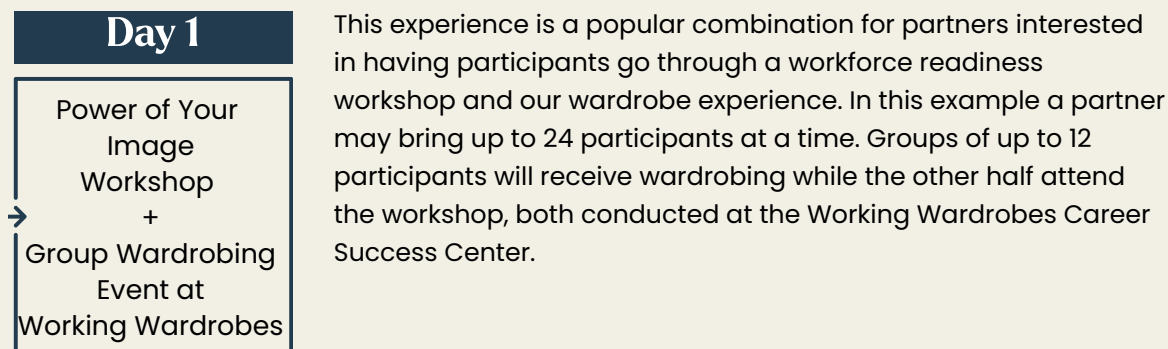 Day 1
Power of Your
Image
Workshop
+
Group Wardrobing
Event at
Working Wardrobes
This experience is a popular combination for partners interested
in having participants go through a workforce readiness
workshop and our wardrobe experience. In this example a partner
may bring up to 24 participants at a time. Groups of up to 12
participants will receive wardrobing while the other half attend
the workshop, both conducted at the Working Wardrobes Career
Success Center.